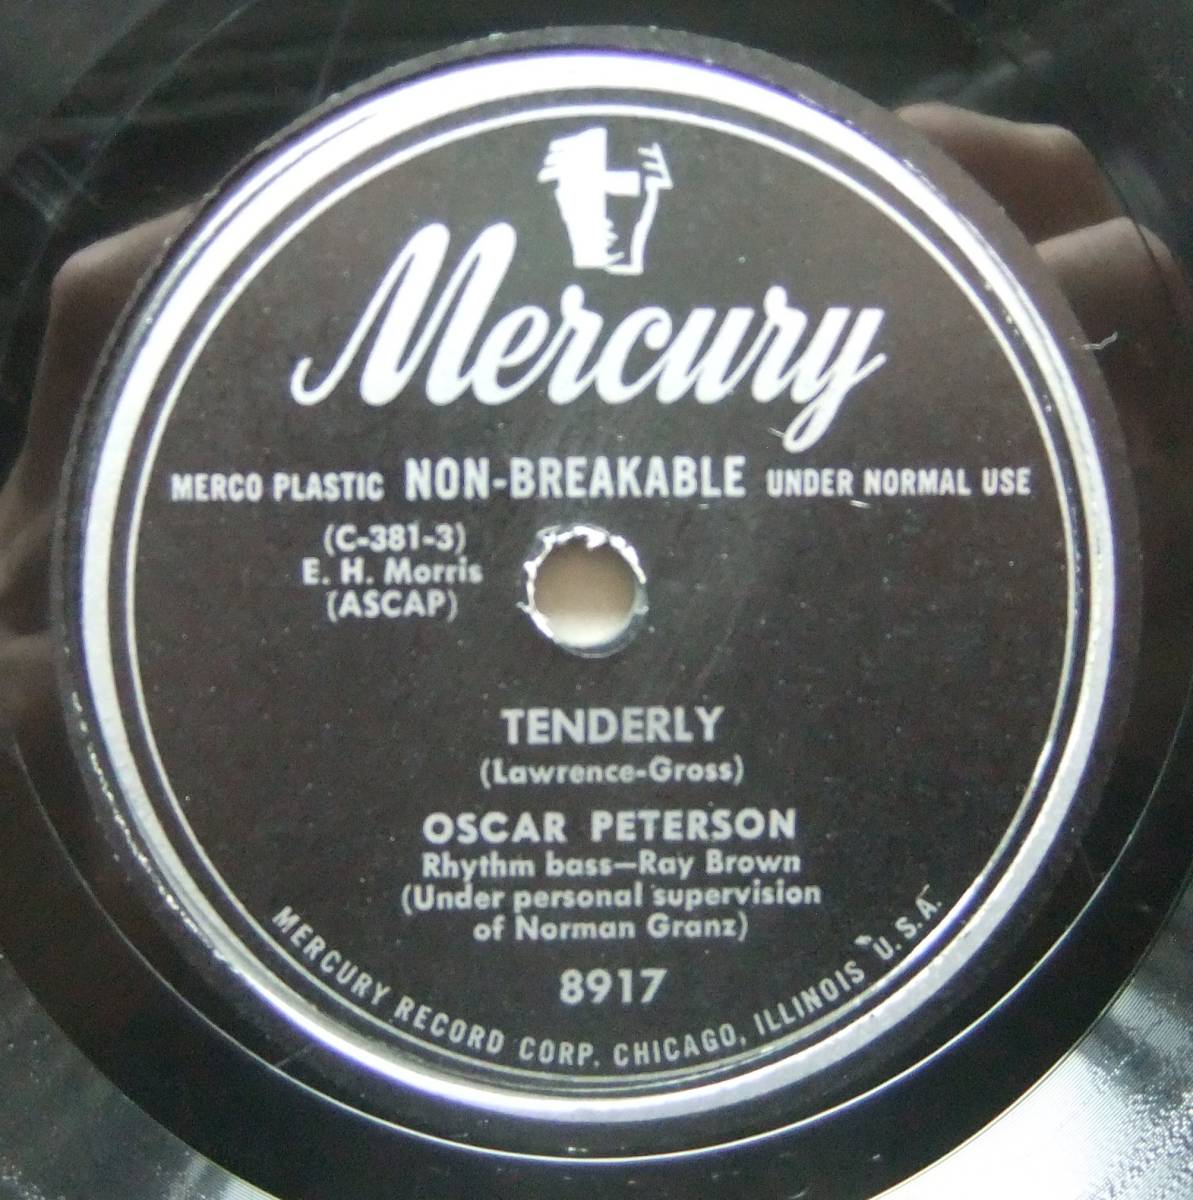 Mercury
MERCO PLASTIC NON-BREAKABLE UNDER NORMAL USE
(C-381-3)
E. H. Morris
(ASCAP)
TENDERLY
(Lawrence-Gross)
OSCAR PETERSON
Rhythm bass—Ray Brown
(Under personal supervision
of Norman Granz)
8917
MERCURY RECORD CORP. CHICAGO, ILLINOIS U.S.A.